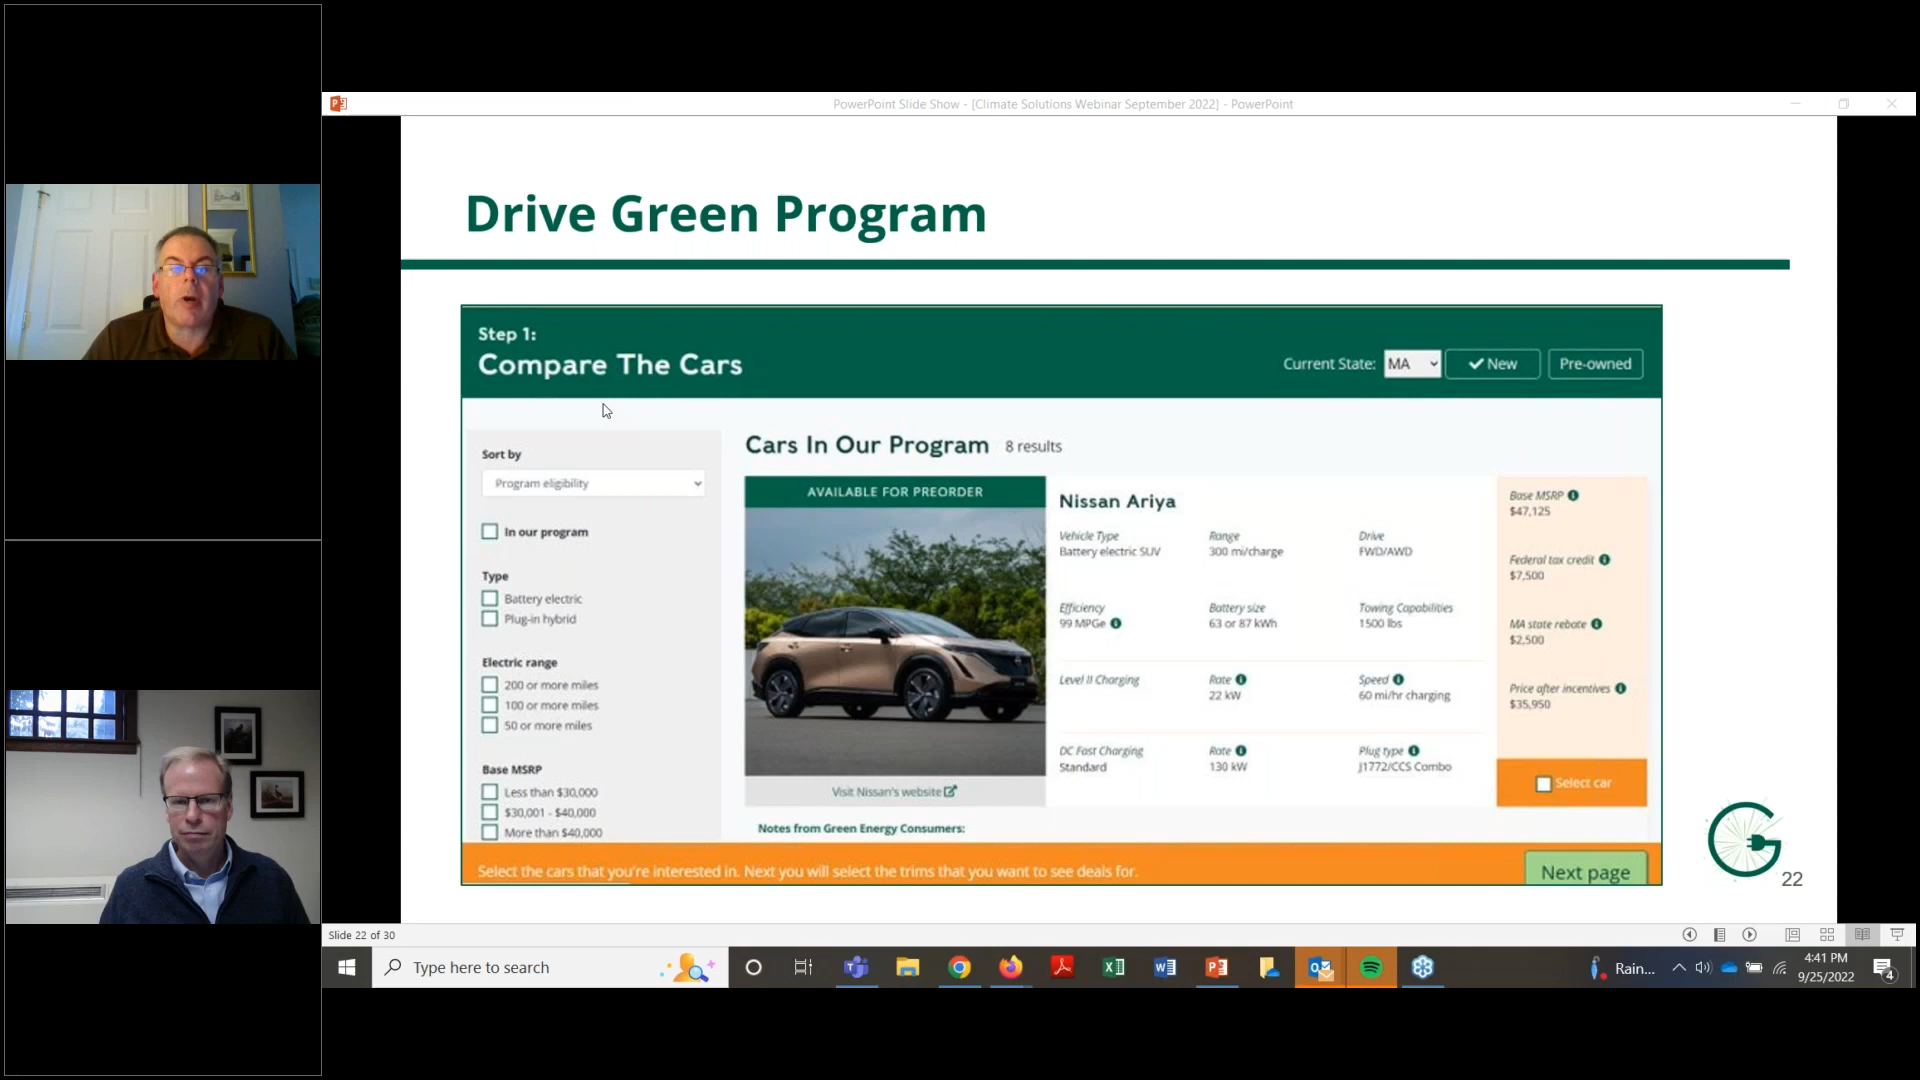 PowerPoint Slide Show - [Climate Solutions Webinar September 2022] - PowerPoint
Drive Green Program
Step 1:
Compare The Cars
Current State: MA New Pre-owned
Sort by
Program eligibility
In our program
Type
Battery electric
Plug-in hybrid
Electric range
200 or more miles
100 or more miles
50 or more miles
Base MSRP
Less than $30,000
$30,001 - $40,000
More than $40,000
Cars In Our Program 8 results
AVAILABLE FOR PREORDER
Visit Nissan's website
Nissan Ariya
Vehicle Type Range Drive
Battery electric SUV 300 mi/charge FWD/AWD
Efficiency Battery size Towing Capabilities
99 MPGe 63 or 87 kWh 1500 lbs
Level II Charging Rate Speed
22 kW 60 mi/hr charging
DC Fast Charging Rate Plug type
Standard 130 kW J1772/CCS Combo
Base MSRP
$47,125
Federal tax credit
$7,500
MA state rebate
$2,500
Price after incentives
$35,950
Select car
Notes from Green Energy Consumers:
Select the cars that you're interested in. Next you will select the trims that you want to see deals for.
Next page
22
Slide 22 of 30
Type here to search
Rain...
4:41 PM
9/25/2022
4